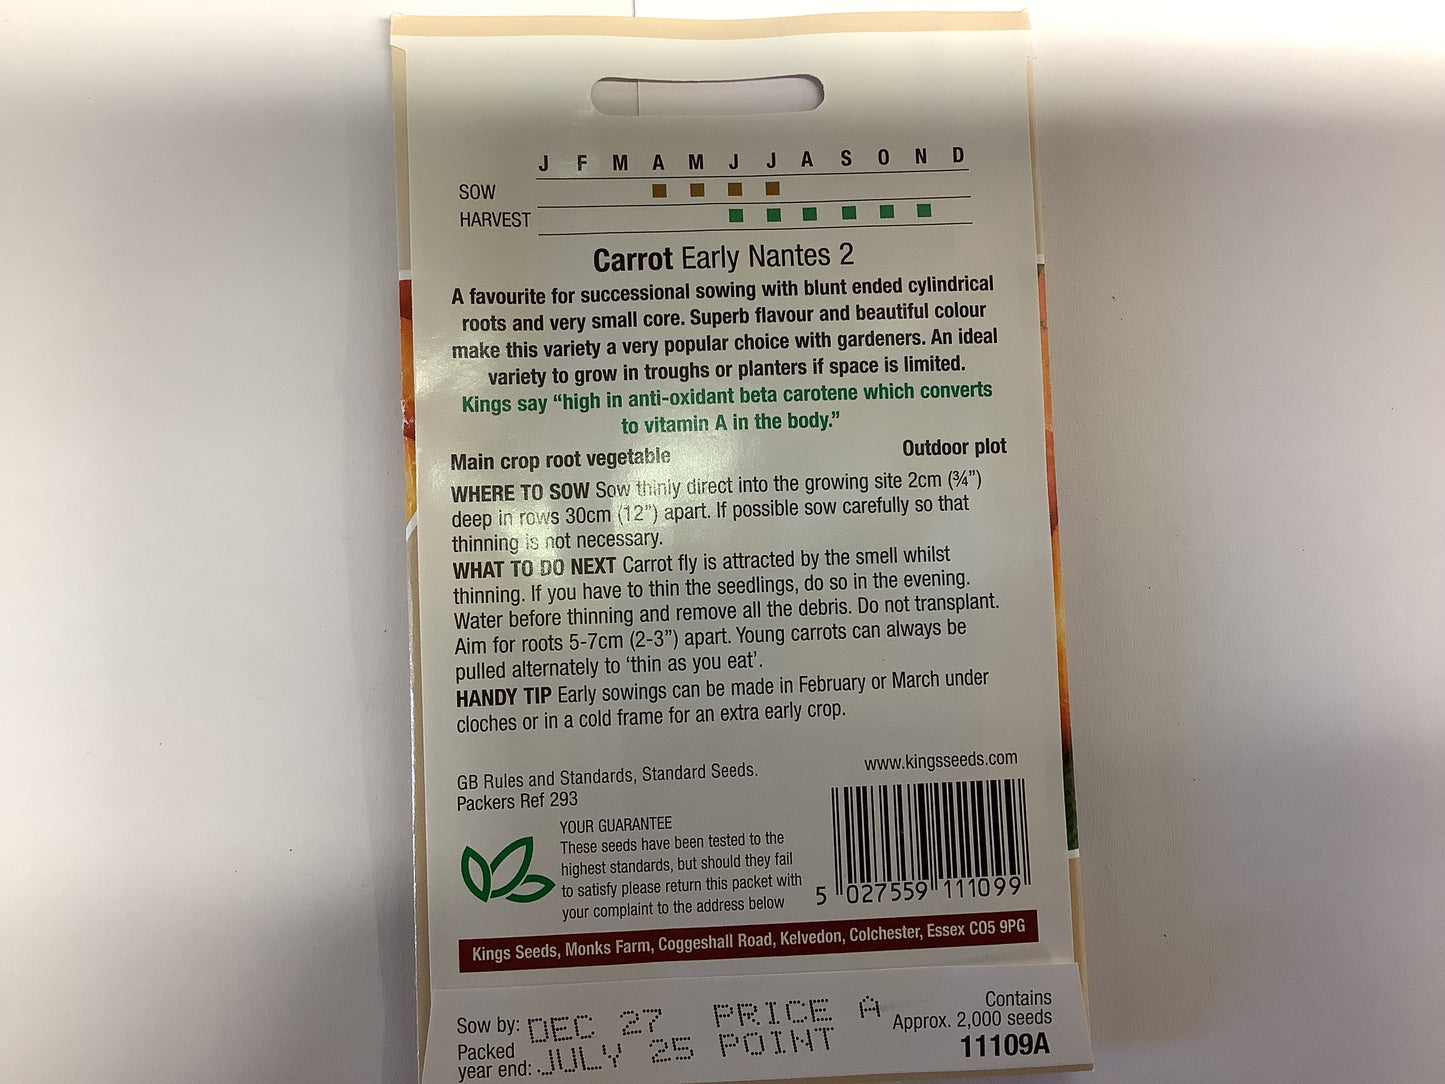 J F M A M J J A S O N D
SOW
HARVEST
Carrot Early Nantes 2
A favourite for successional sowing with blunt ended cylindrical
roots and very small core. Superb flavour and beautiful colour
make this variety a very popular choice with gardeners. An ideal
variety to grow in troughs or planters if space is limited.
Kings say “high in anti-oxidant beta carotene which converts
to vitamin A in the body.”
Main crop root vegetable Outdoor plot
WHERE TO SOW Sow thinly direct into the growing site 2cm (¾”)
deep in rows 30cm (12”) apart. If possible sow carefully so that
thinning is not necessary.
WHAT TO DO NEXT Carrot fly is attracted by the smell whilst
thinning. If you have to thin the seedlings, do so in the evening.
Water before thinning and remove all the debris. Do not transplant.
Aim for roots 5-7cm (2-3”) apart. Young carrots can always be
pulled alternately to ‘thin as you eat’.
HANDY TIP Early sowings can be made in February or March under
cloches or in a cold frame for an extra early crop.
GB Rules and Standards, Standard Seeds.
Packers Ref 293
www.kingsseeds.com
YOUR GUARANTEE
These seeds have been tested to the
highest standards, but should they fail
to satisfy please return this packet with
your complaint to the address below
5 027559 111099
Kings Seeds, Monks Farm, Coggeshall Road, Kelvedon, Colchester, Essex CO5 9PG
Sow by: DEC 27 PRICE A
Packed
year end: JULY 25 POINT
Contains
Approx. 2,000 seeds
11109A